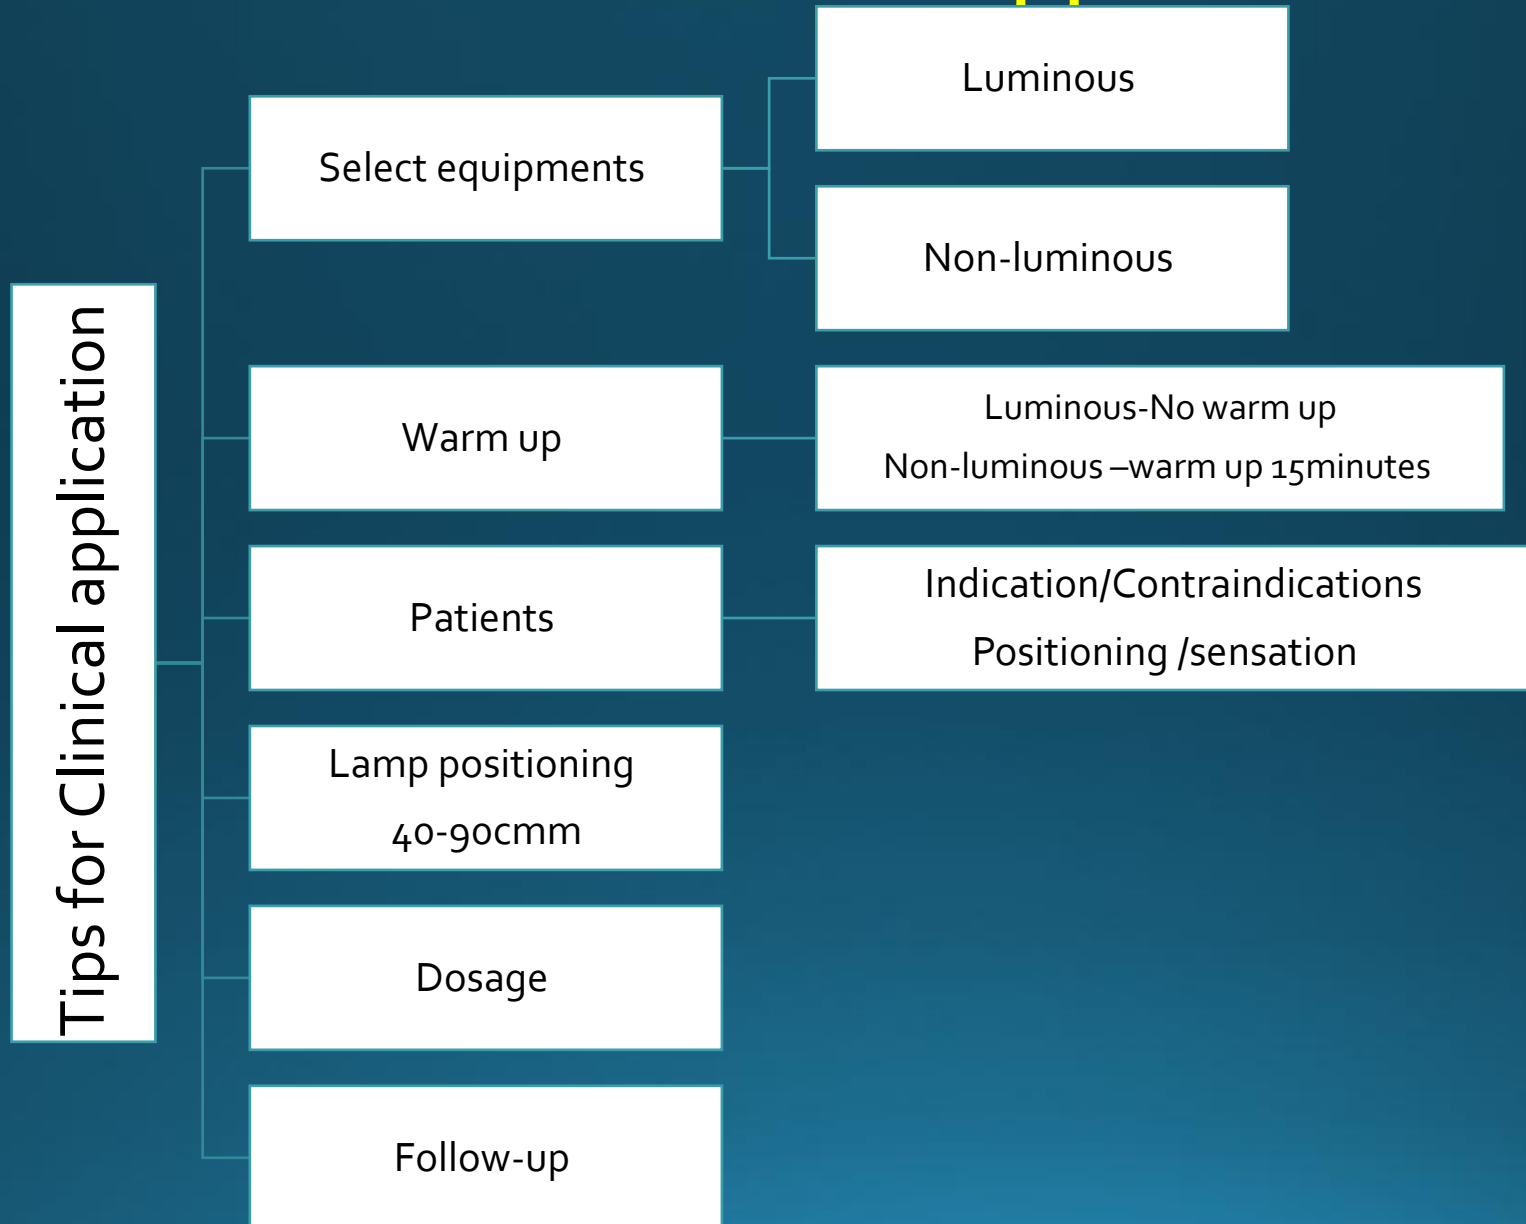 Tips for Clinical application
Select equipments
Luminous
Non-luminous
Warm up
Luminous-No warm up
Non-luminous –warm up 15minutes
Patients
Indication/Contraindications
Positioning /sensation
Lamp positioning
40-90cmm
Dosage
Follow-up